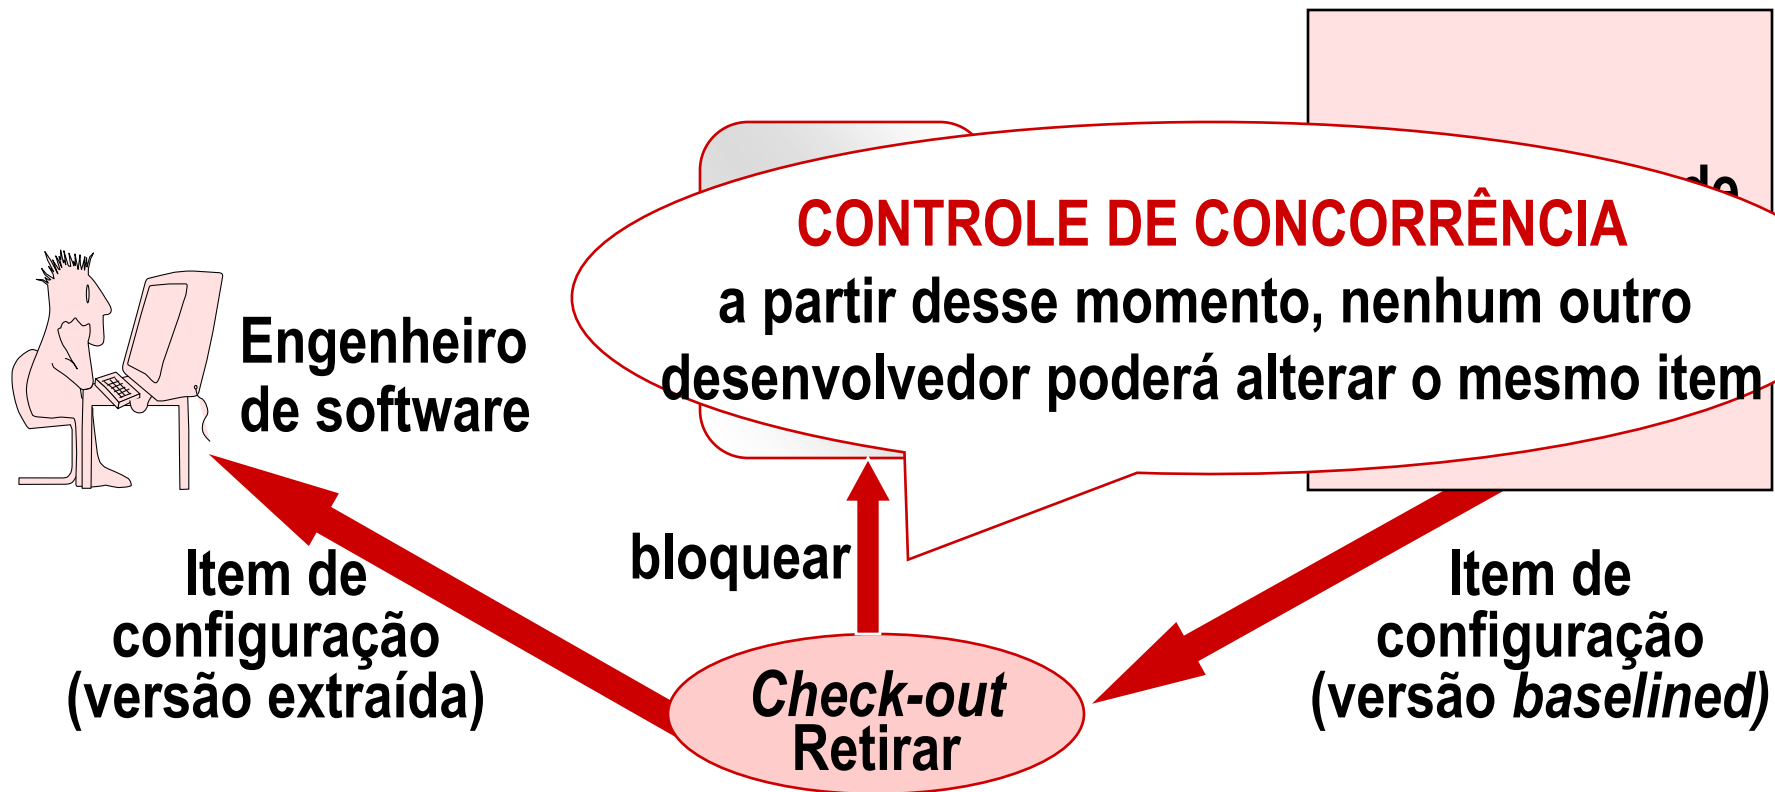 CONTROLE DE CONCORRÊNCIA
a partir desse momento, nenhum outro
desenvolvedor poderá alterar o mesmo item
Engenheiro
de software
bloquear
Item de
configuração
(versão extraída)
Check-out
Retirar
Item de
configuração
(versão baselined)